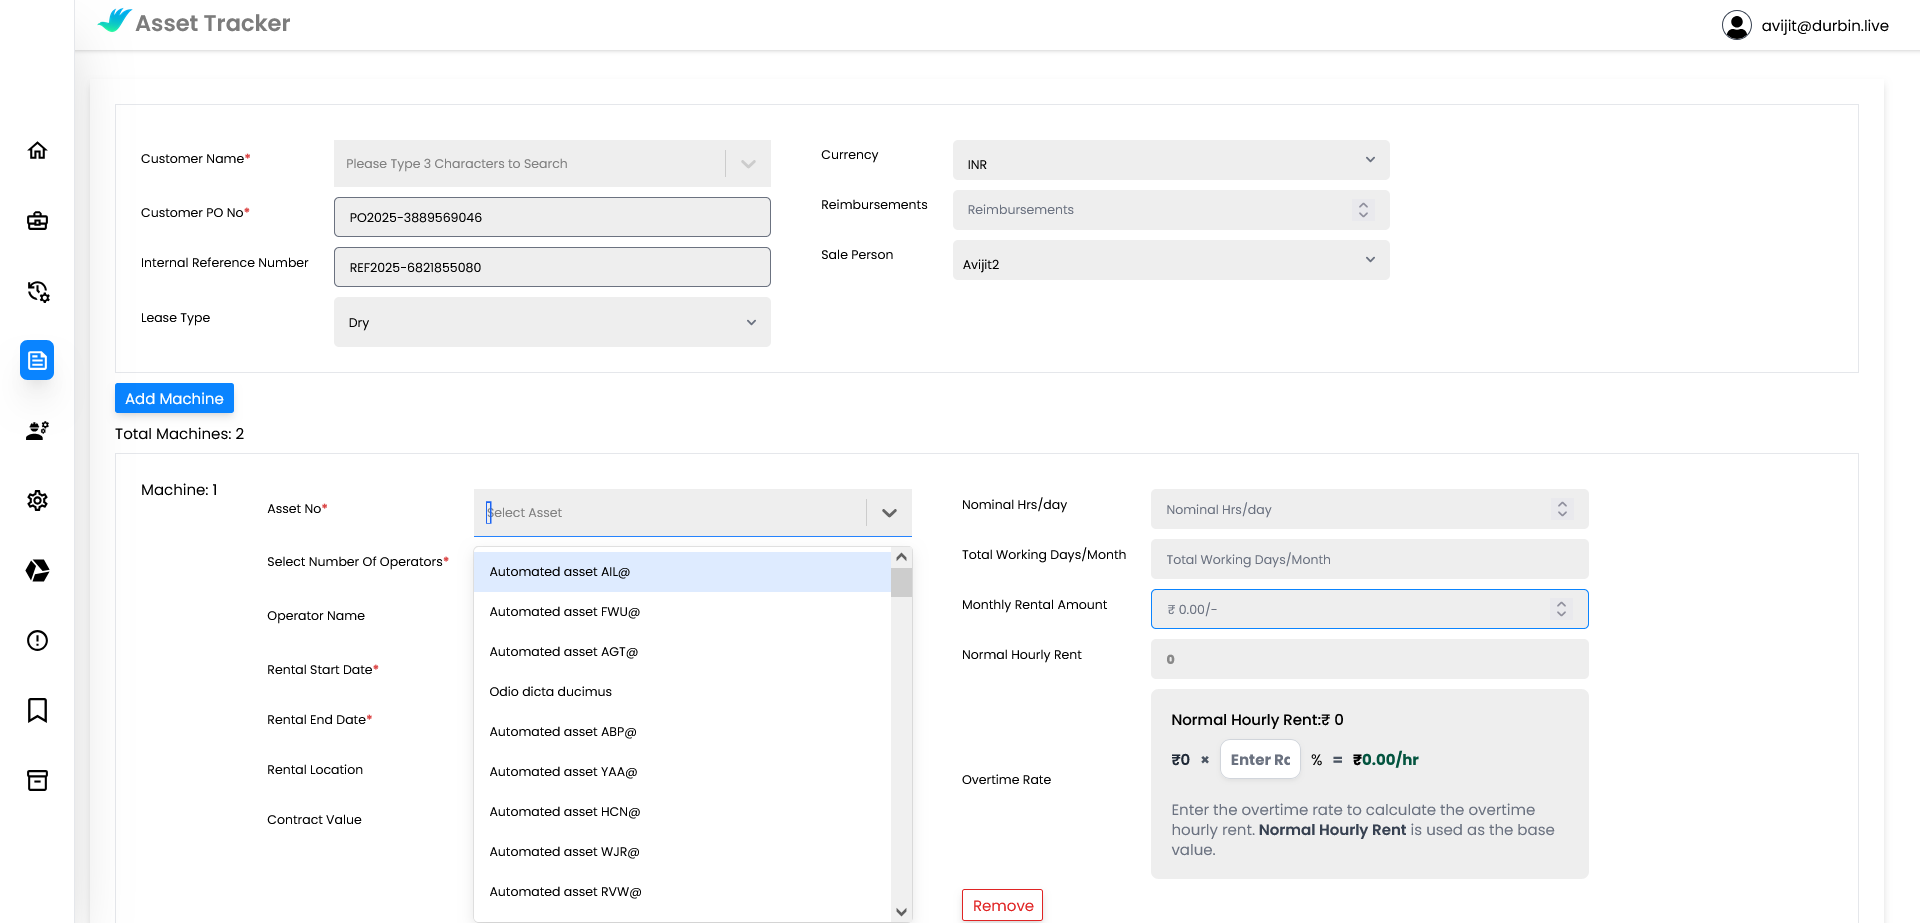 Asset Tracker
avijit@durbin.live
Customer Name*
Please Type 3 Characters to Search
Customer PO No*
PO2025-3889569046
Internal Reference Number
REF2025-6821855080
Lease Type
Dry
Currency
INR
Reimbursements
Reimbursements
Sale Person
Avijit2
Add Machine
Total Machines: 2
Machine: 1
Asset No*
Select Asset
Select Number Of Operators*
Operator Name
Rental Start Date*
Rental End Date*
Rental Location
Contract Value
Automated asset AIL@
Automated asset FWU@
Automated asset AGT@
Odio dicta ducimus
Automated asset ABP@
Automated asset YAA@
Automated asset HCN@
Automated asset WJR@
Automated asset RVW@
Nominal Hrs/day
Nominal Hrs/day
Total Working Days/Month
Total Working Days/Month
Monthly Rental Amount
₹ 0.00/-
Normal Hourly Rent
0
Overtime Rate
Normal Hourly Rent:₹ 0
₹0 × Enter Ra % = ₹0.00/hr
Enter the overtime rate to calculate the overtime
hourly rent. Normal Hourly Rent is used as the base
value.
Remove